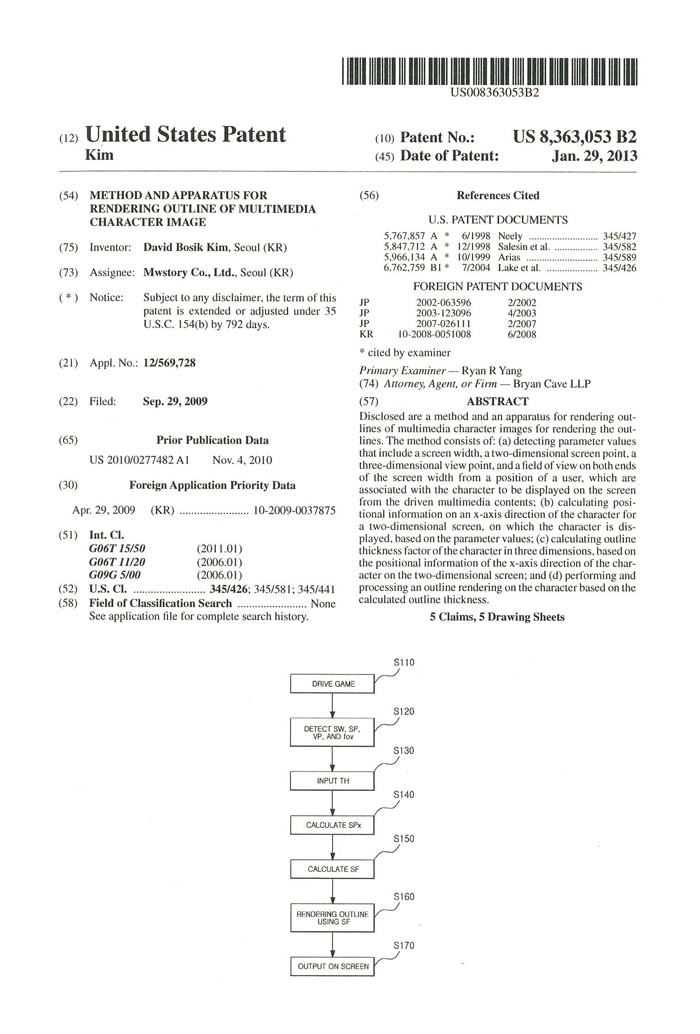 US008363053B2
(12) United States Patent
Kim
(10) Patent No.: US 8,363,053 B2
(45) Date of Patent: Jan. 29, 2013
(54) METHOD AND APPARATUS FOR
RENDERING OUTLINE OF MULTIMEDIA
CHARACTER IMAGE
(75) Inventor: David Bosik Kim, Seoul (KR)
(73) Assignee: Mwstory Co., Ltd., Seoul (KR)
( * ) Notice: Subject to any disclaimer, the term of this
patent is extended or adjusted under 35
U.S.C. 154(b) by 792 days.
(21) Appl. No.: 12/569,728
(22) Filed: Sep. 29, 2009
(65) Prior Publication Data
US 2010/0277482 A1 Nov. 4, 2010
(30) Foreign Application Priority Data
Apr. 29, 2009 (KR) ........................ 10-2009-0037875
(51) Int. Cl.
G06T 15/50 (2011.01)
G06T 11/20 (2006.01)
G09G 5/00 (2006.01)
(52) U.S. Cl. ......................... 345/426; 345/581; 345/441
(58) Field of Classification Search ........................ None
See application file for complete search history.
(56) References Cited
U.S. PATENT DOCUMENTS
5,767,857 A * 6/1998 Neely ........................... 345/427
5,847,712 A * 12/1998 Salesin et al. ................ 345/582
5,966,134 A * 10/1999 Arias ............................ 345/589
6,762,759 B1 * 7/2004 Lake et al. .................... 345/426
FOREIGN PATENT DOCUMENTS
JP 2002-063596 2/2002
JP 2003-123096 4/2003
JP 2007-026111 2/2007
KR 10-2008-0051008 6/2008
* cited by examiner
Primary Examiner — Ryan R Yang
(74) Attorney, Agent, or Firm — Bryan Cave LLP
(57) ABSTRACT
Disclosed are a method and an apparatus for rendering out-
lines of multimedia character images for rendering the out-
lines. The method consists of: (a) detecting parameter values
that include a screen width, a two-dimensional screen point, a
three-dimensional view point, and a field of view on both ends
of the screen width from a position of a user, which are
associated with the character to be displayed on the screen
from the driven multimedia contents; (b) calculating posi-
tional information on an x-axis direction of the character for
a two-dimensional screen, on which the character is dis-
played, based on the parameter values; (c) calculating outline
thickness factor of the character in three dimensions, based on
the positional information of the x-axis direction of the char-
acter on the two-dimensional screen; and (d) performing and
processing an outline rendering on the character based on the
calculated outline thickness.
5 Claims, 5 Drawing Sheets
S110
DRIVE GAME
S120
DETECT SW, SP,
VP, AND fov
S130
INPUT TH
S140
CALCULATE SPx
S150
CALCULATE SF
S160
RENDERING OUTLINE
USING SF
S170
OUTPUT ON SCREEN